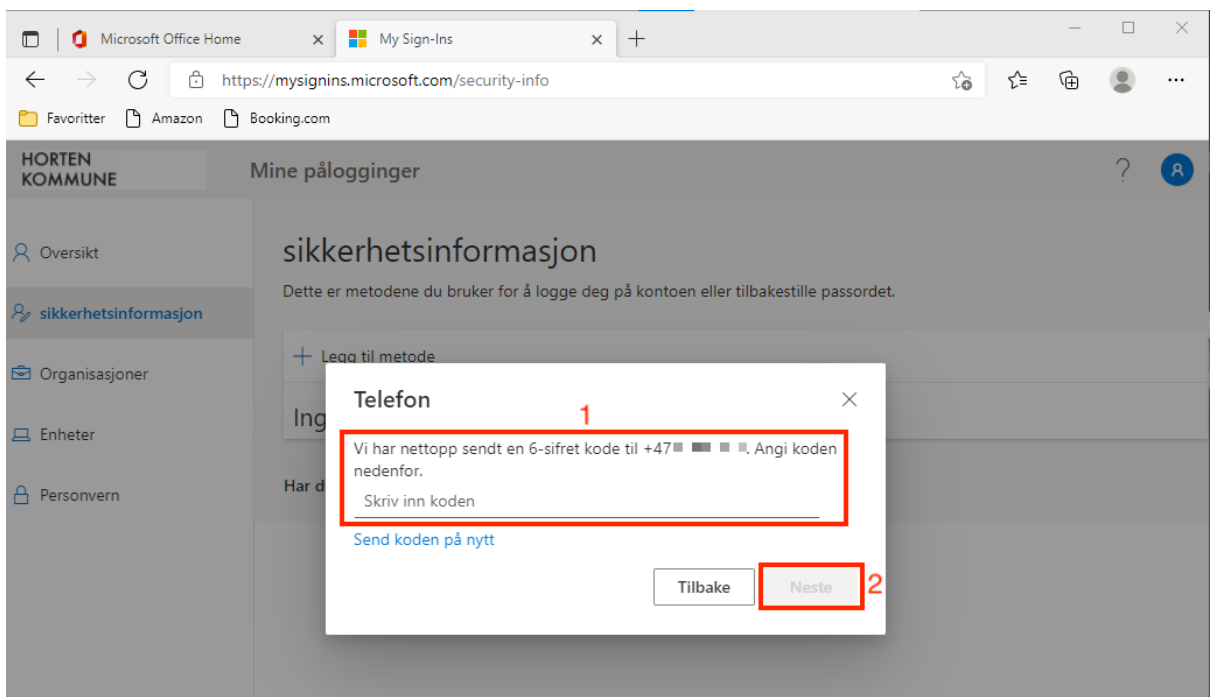 Microsoft Office Home
My Sign-Ins
https://mysignins.microsoft.com/security-info
Favoritter Amazon Booking.com
HORTEN
KOMMUNE
Mine pålogginger
?
Oversikt
sikkerhetsinformasjon
Organisasjoner
Enheter
Personvern
sikkerhetsinformasjon
Dette er metodene du bruker for å logge deg på kontoen eller tilbakestille passordet.
+ Legg til metode
Ing
Har d
Telefon
1
Vi har nettopp sendt en 6-sifret kode til +47 . Angi koden
nedenfor.
Skriv inn koden
Send koden på nytt
Tilbake Neste 2